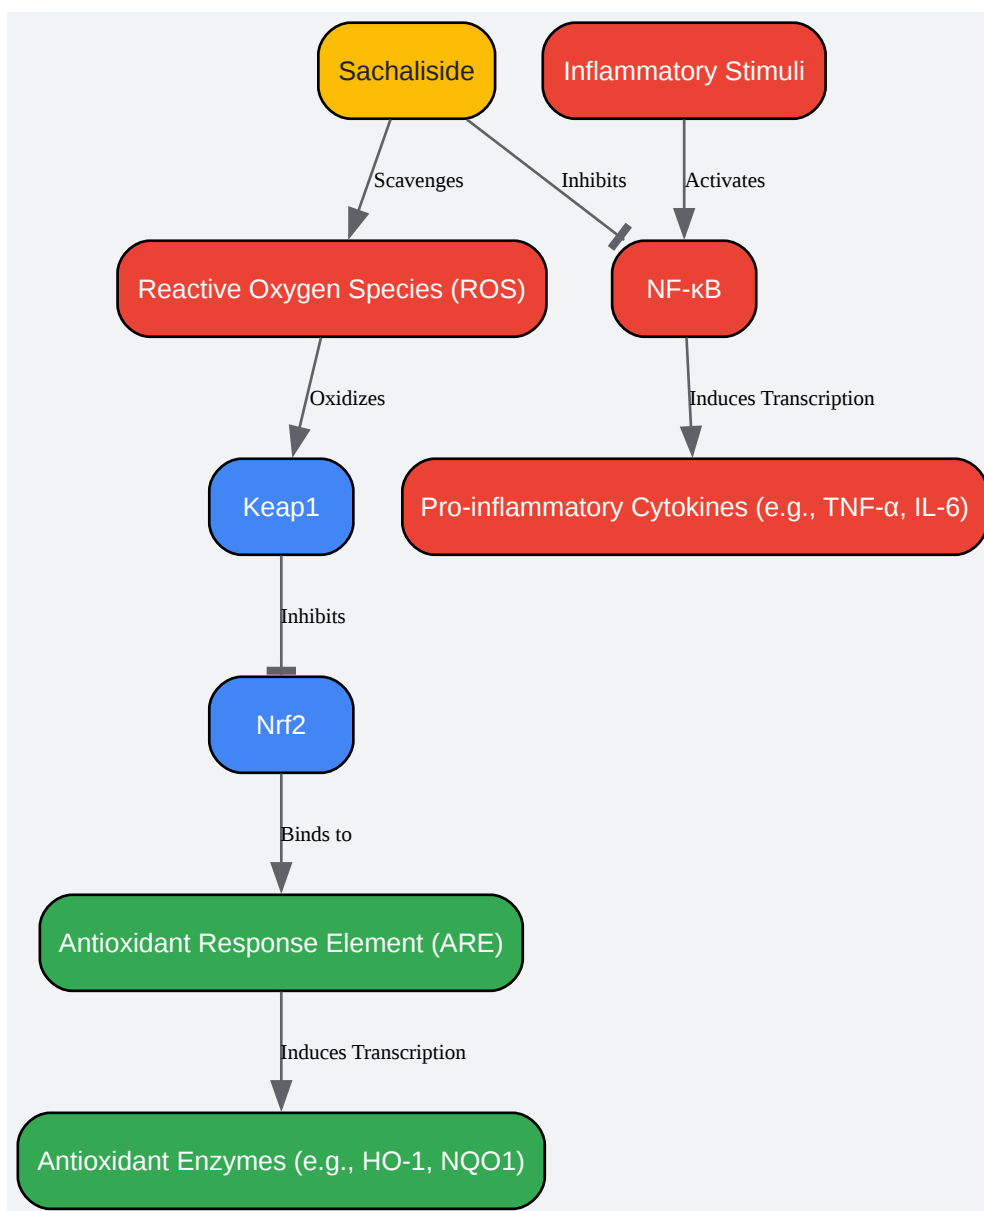 Sachaliside
Inflammatory Stimuli
Scavenges
Inhibits
Activates
Reactive Oxygen Species (ROS)
NF-κB
Oxidizes
Induces Transcription
Keap1
Pro-inflammatory Cytokines (e.g., TNF-α, IL-6)
Inhibits
Nrf2
Binds to
Antioxidant Response Element (ARE)
Induces Transcription
Antioxidant Enzymes (e.g., HO-1, NQO1)